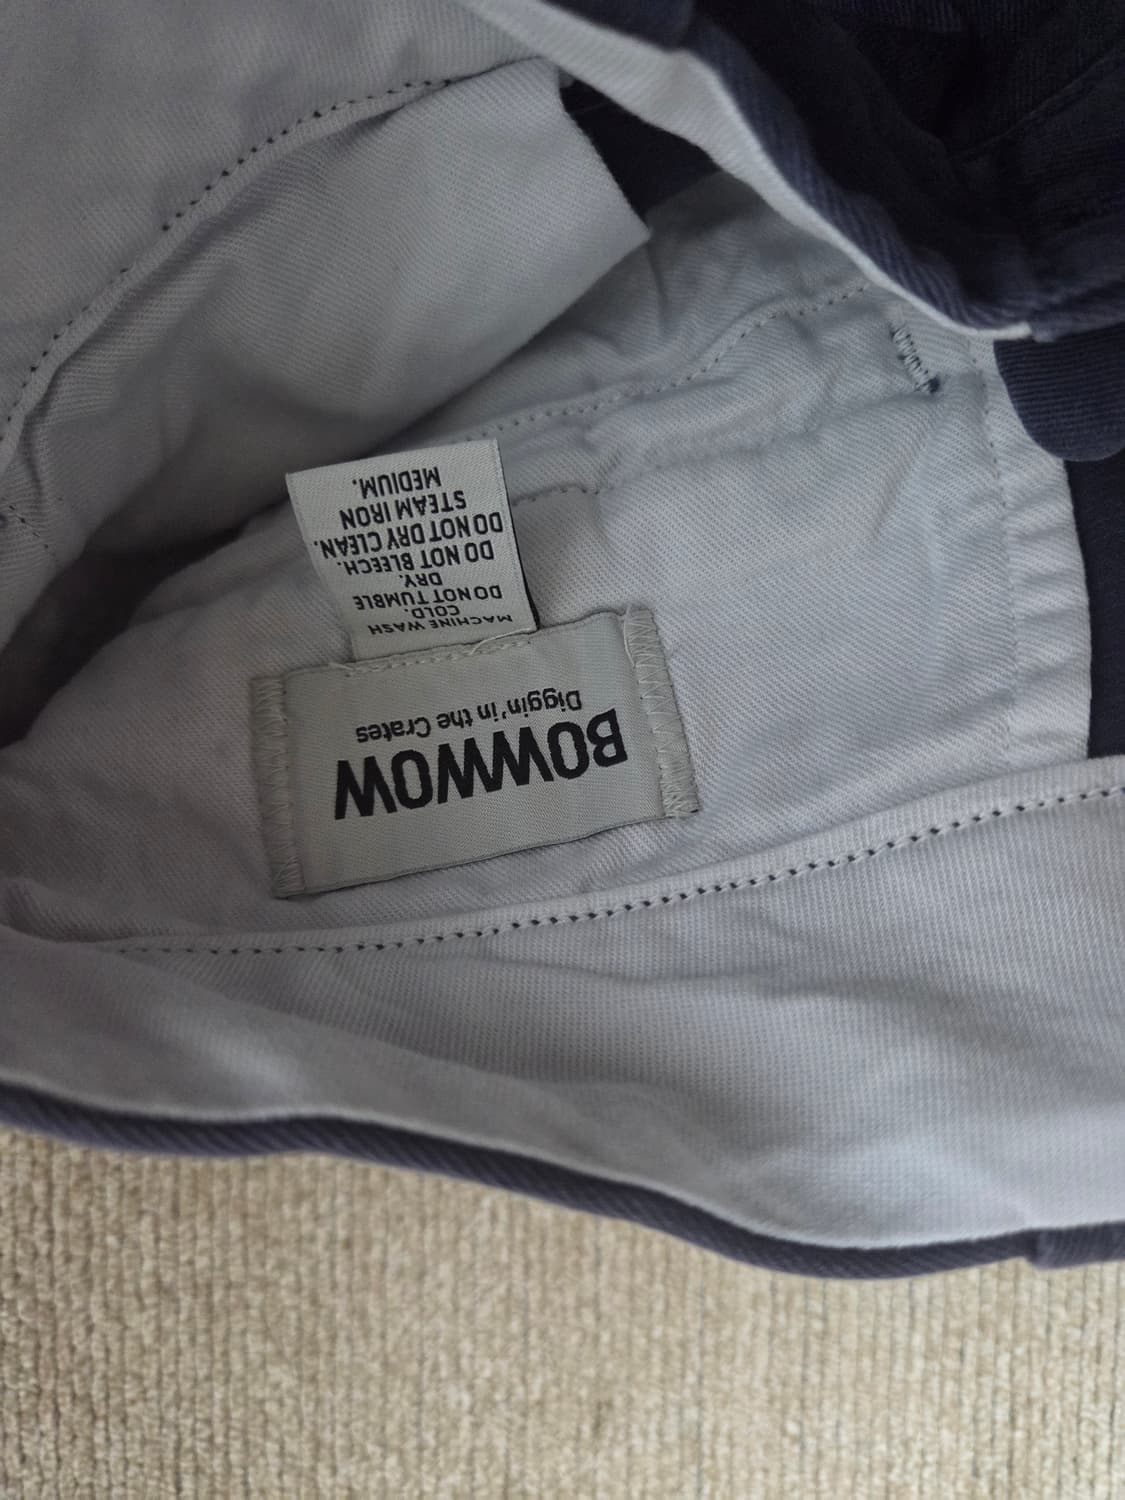 BOWWOW
Diggin' in the Crates
MACHINE WASH
COLD.
DO NOT TUMBLE
DRY.
DO NOT BLEECH.
DO NOT DRY CLEAN.
STEAM IRON
MEDIUM.